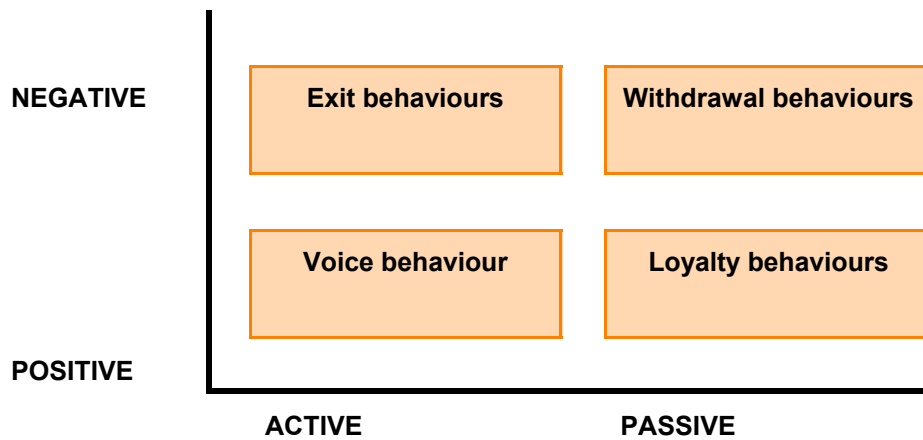 NEGATIVE
Exit behaviours
Withdrawal behaviours
Voice behaviour
Loyalty behaviours
POSITIVE
ACTIVE
PASSIVE